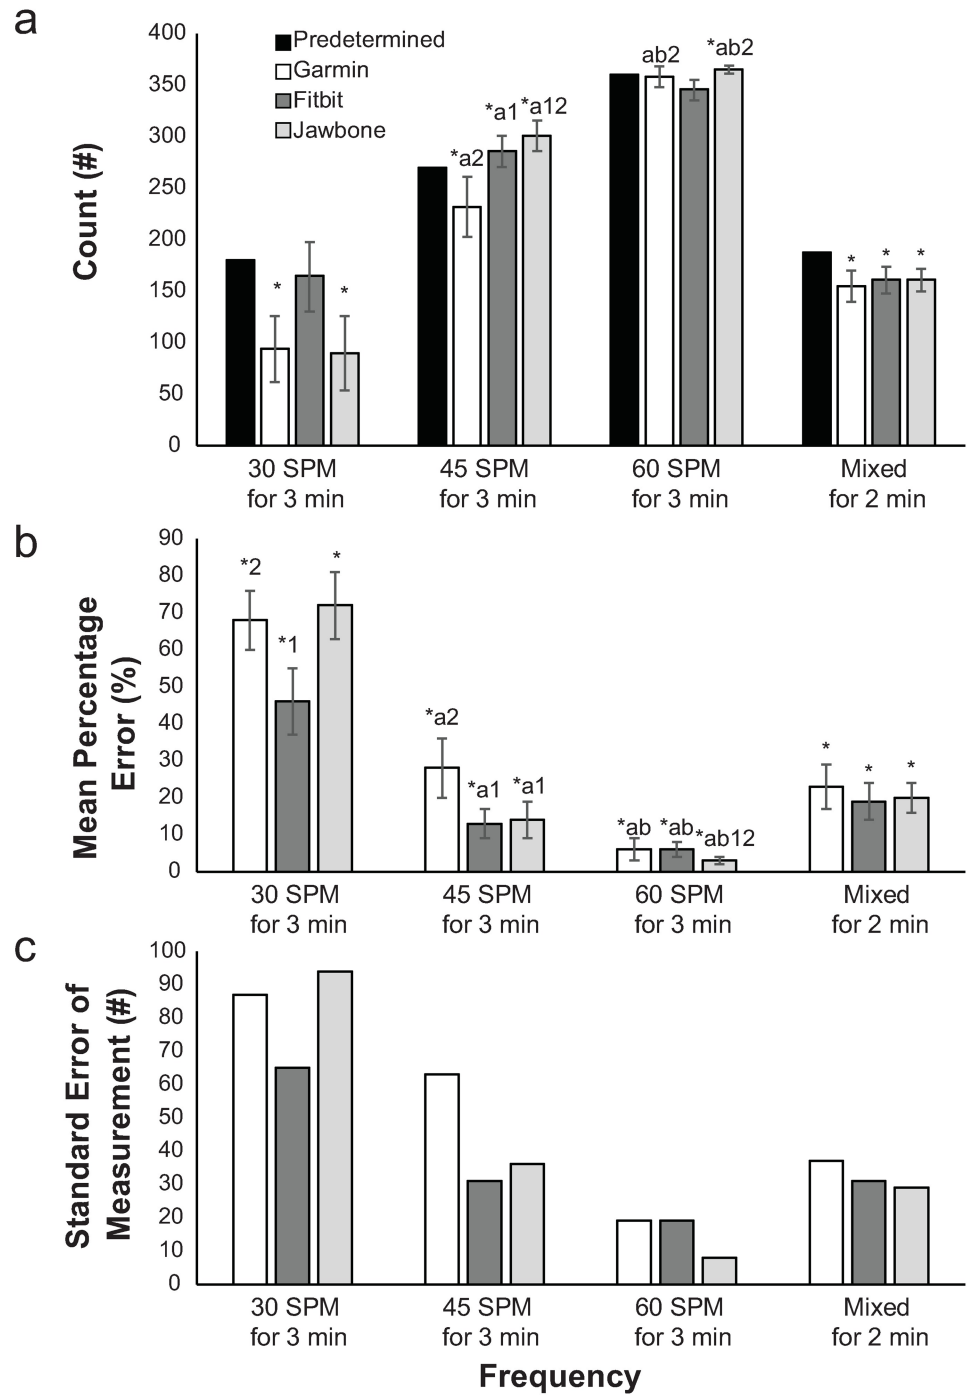 a
400
350
300
250
200
150
100
50
0
Count (#)
Predetermined
Garmin
Fitbit
Jawbone
*
*
*a2
*a1
*a12
ab2
*ab2
*
*
*
30 SPM
for 3 min
45 SPM
for 3 min
60 SPM
for 3 min
Mixed
for 2 min
b
90
80
70
60
50
40
30
20
10
0
Mean Percentage
Error (%)
*2
*1
*
*a2
*a1
*a1
*ab
*ab
*ab12
*
*
*
30 SPM
for 3 min
45 SPM
for 3 min
60 SPM
for 3 min
Mixed
for 2 min
c
100
90
80
70
60
50
40
30
20
10
0
Standard Error of
Measurement (#)
30 SPM
for 3 min
45 SPM
for 3 min
60 SPM
for 3 min
Mixed
for 2 min
Frequency